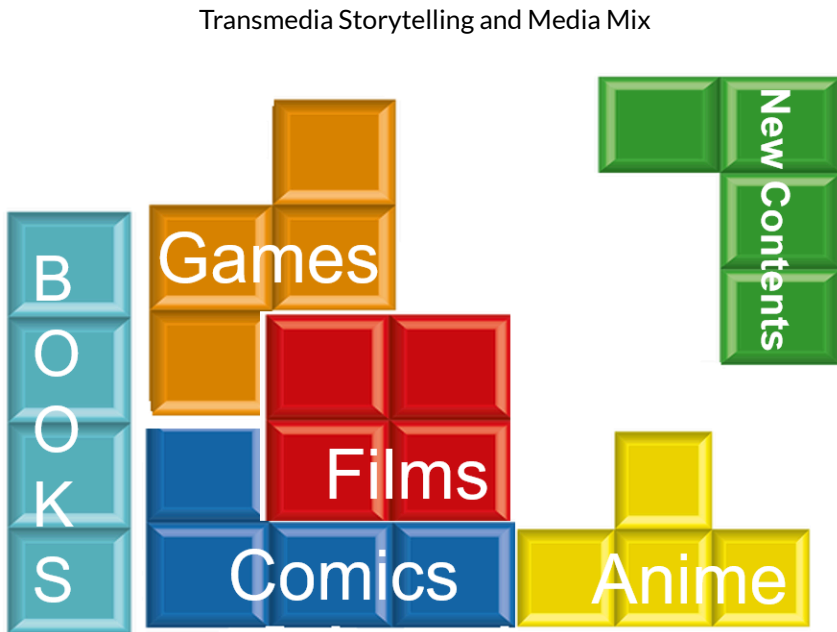 Transmedia Storytelling and Media Mix
New Contents
BOOKS
Games
Films
Comics
Anime